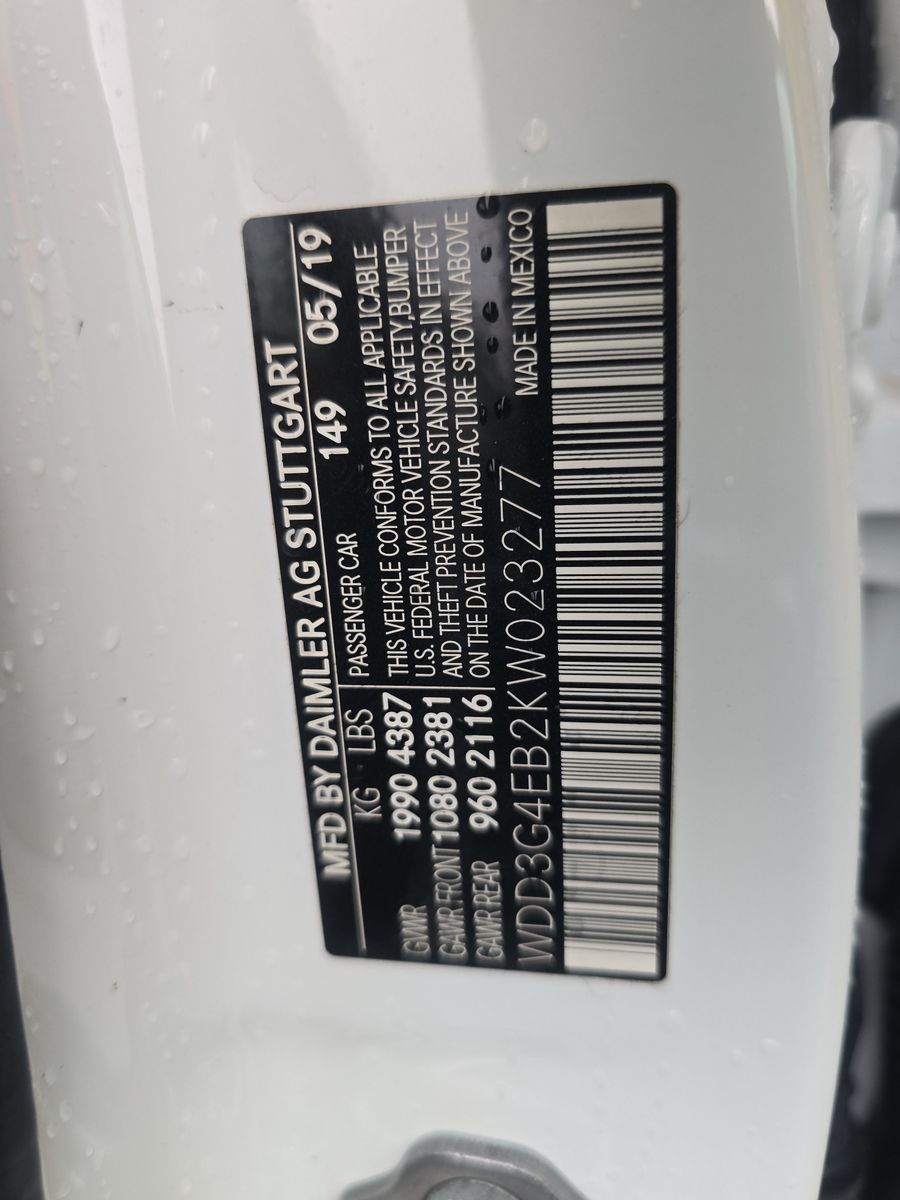 MFD BY DAIMLER AG STUTTGART
KG LBS 149 05/19
PASSENGER CAR
GVWR 1990 4387
GAWR FRONT 1080 2381
GAWR REAR 960 2116
THIS VEHICLE CONFORMS TO ALL APPLICABLE
U.S. FEDERAL MOTOR VEHICLE SAFETY,BUMPER
AND THEFT PREVENTION STANDARDS IN EFFECT
ON THE DATE OF MANUFACTURE SHOWN ABOVE
WDD3G4EB2KW023277 MADE IN MEXICO